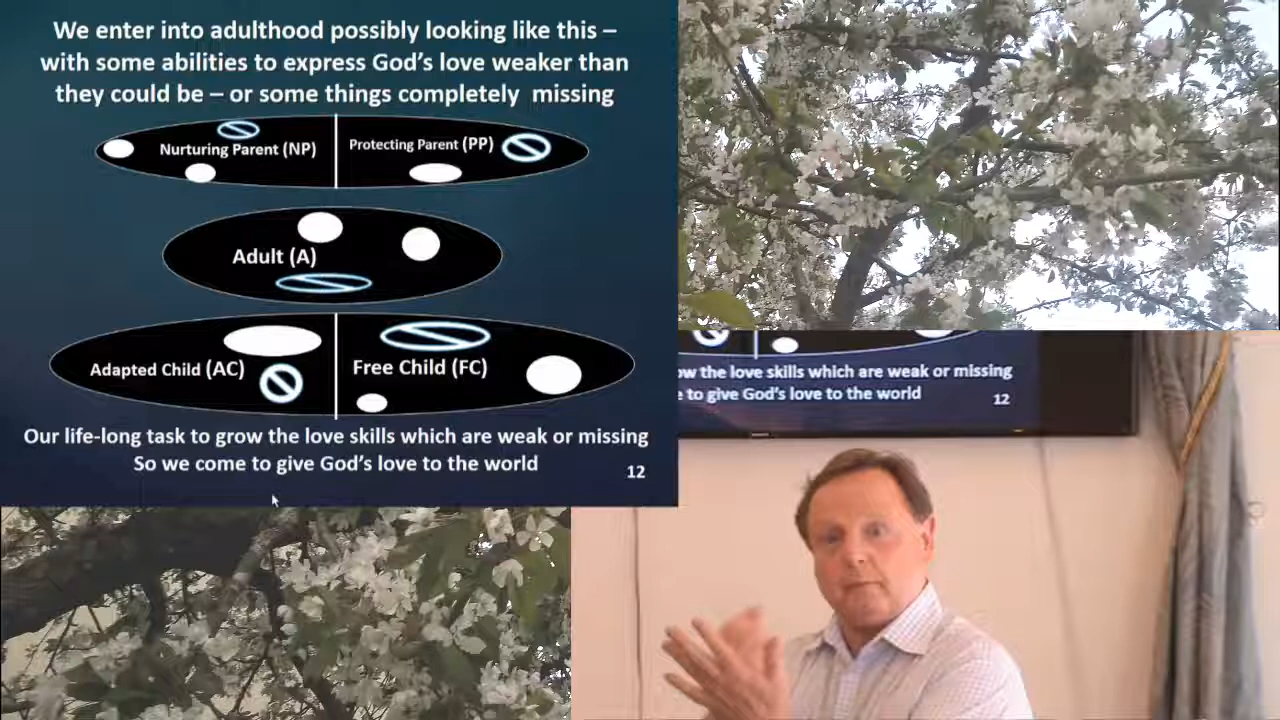 We enter into adulthood possibly looking like this –
with some abilities to express God's love weaker than
they could be – or some things completely missing
Nurturing Parent (NP)
Protecting Parent (PP)
Adult (A)
Adapted Child (AC)
Free Child (FC)
Our life-long task to grow the love skills which are weak or missing
So we come to give God's love to the world
12
the love skills which are weak or missing
to give God's love to the world
12